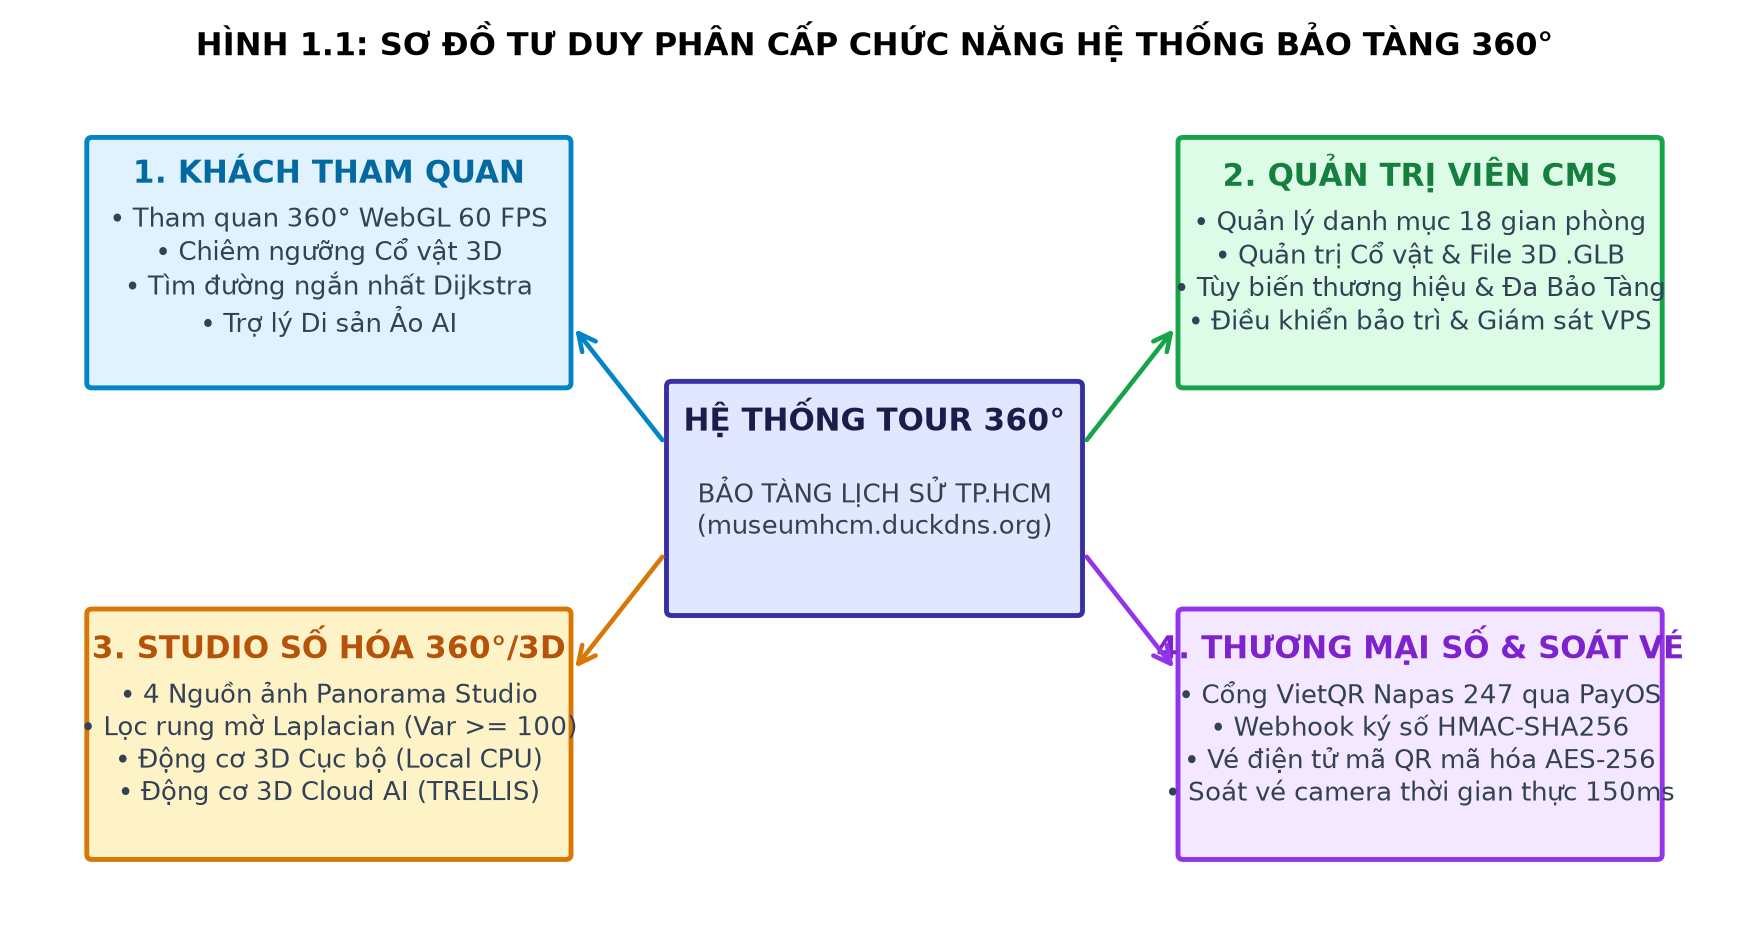 HÌNH 1.1: SƠ ĐỒ TƯ DUY PHÂN CẤP CHỨC NĂNG HỆ THỐNG BẢO TÀNG 360°
1. KHÁCH THAM QUAN
• Tham quan 360° WebGL 60 FPS
• Chiêm ngưỡng Cổ vật 3D
• Tìm đường ngắn nhất Dijkstra
• Trợ lý Di sản Ảo AI
2. QUẢN TRỊ VIÊN CMS
• Quản lý danh mục 18 gian phòng
• Quản trị Cổ vật & File 3D .GLB
• Tùy biến thương hiệu & Đa Bảo Tàng
• Điều khiển bảo trì & Giám sát VPS
HỆ THỐNG TOUR 360°
BẢO TÀNG LỊCH SỬ TP.HCM
(museumhcm.duckdns.org)
3. STUDIO SỐ HÓA 360°/3D
• 4 Nguồn ảnh Panorama Studio
• Lọc rung mờ Laplacian (Var >= 100)
• Động cơ 3D Cục bộ (Local CPU)
• Động cơ 3D Cloud AI (TRELLIS)
4. THƯƠNG MẠI SỐ & SOÁT VÉ
• Cổng VietQR Napas 247 qua PayOS
• Webhook ký số HMAC-SHA256
• Vé điện tử mã QR mã hóa AES-256
• Soát vé camera thời gian thực 150ms